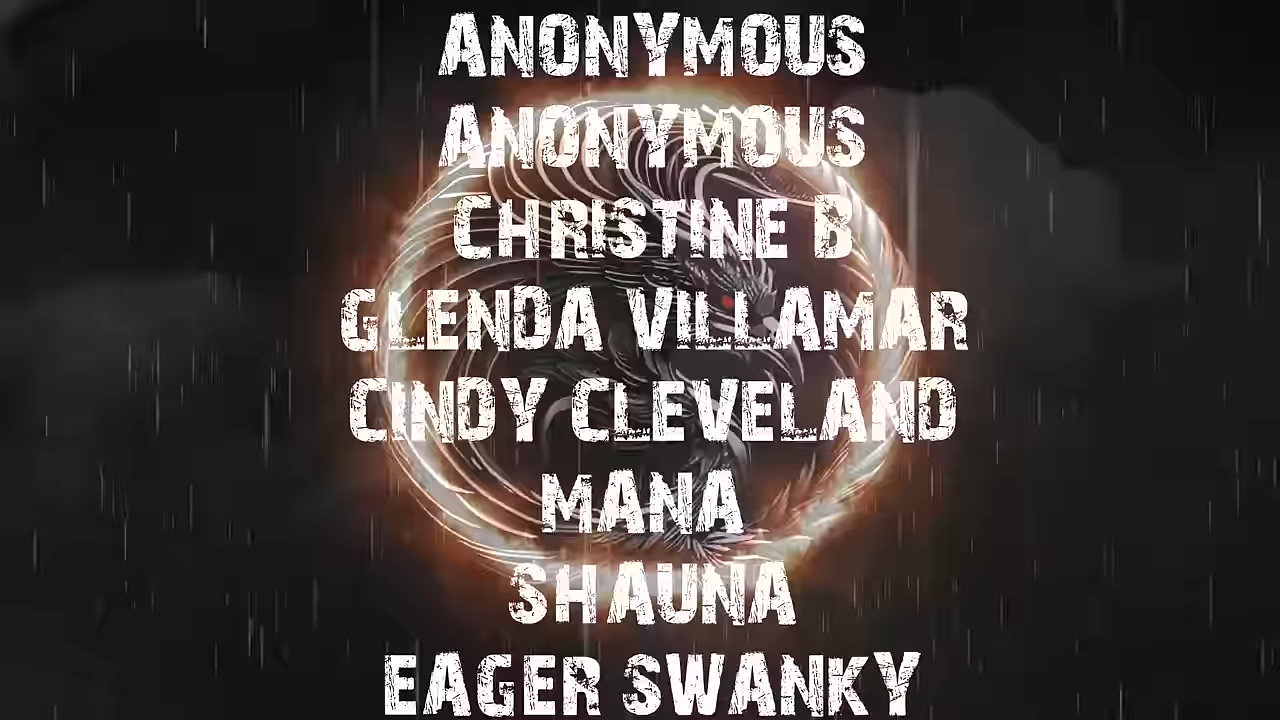 ANONYMOUS
ANONYMOUS
CHRISTINE B
GLENDA VILLAMAR
CINDY CLEVELAND
MANA
SHAUNA
EAGER SWANKY